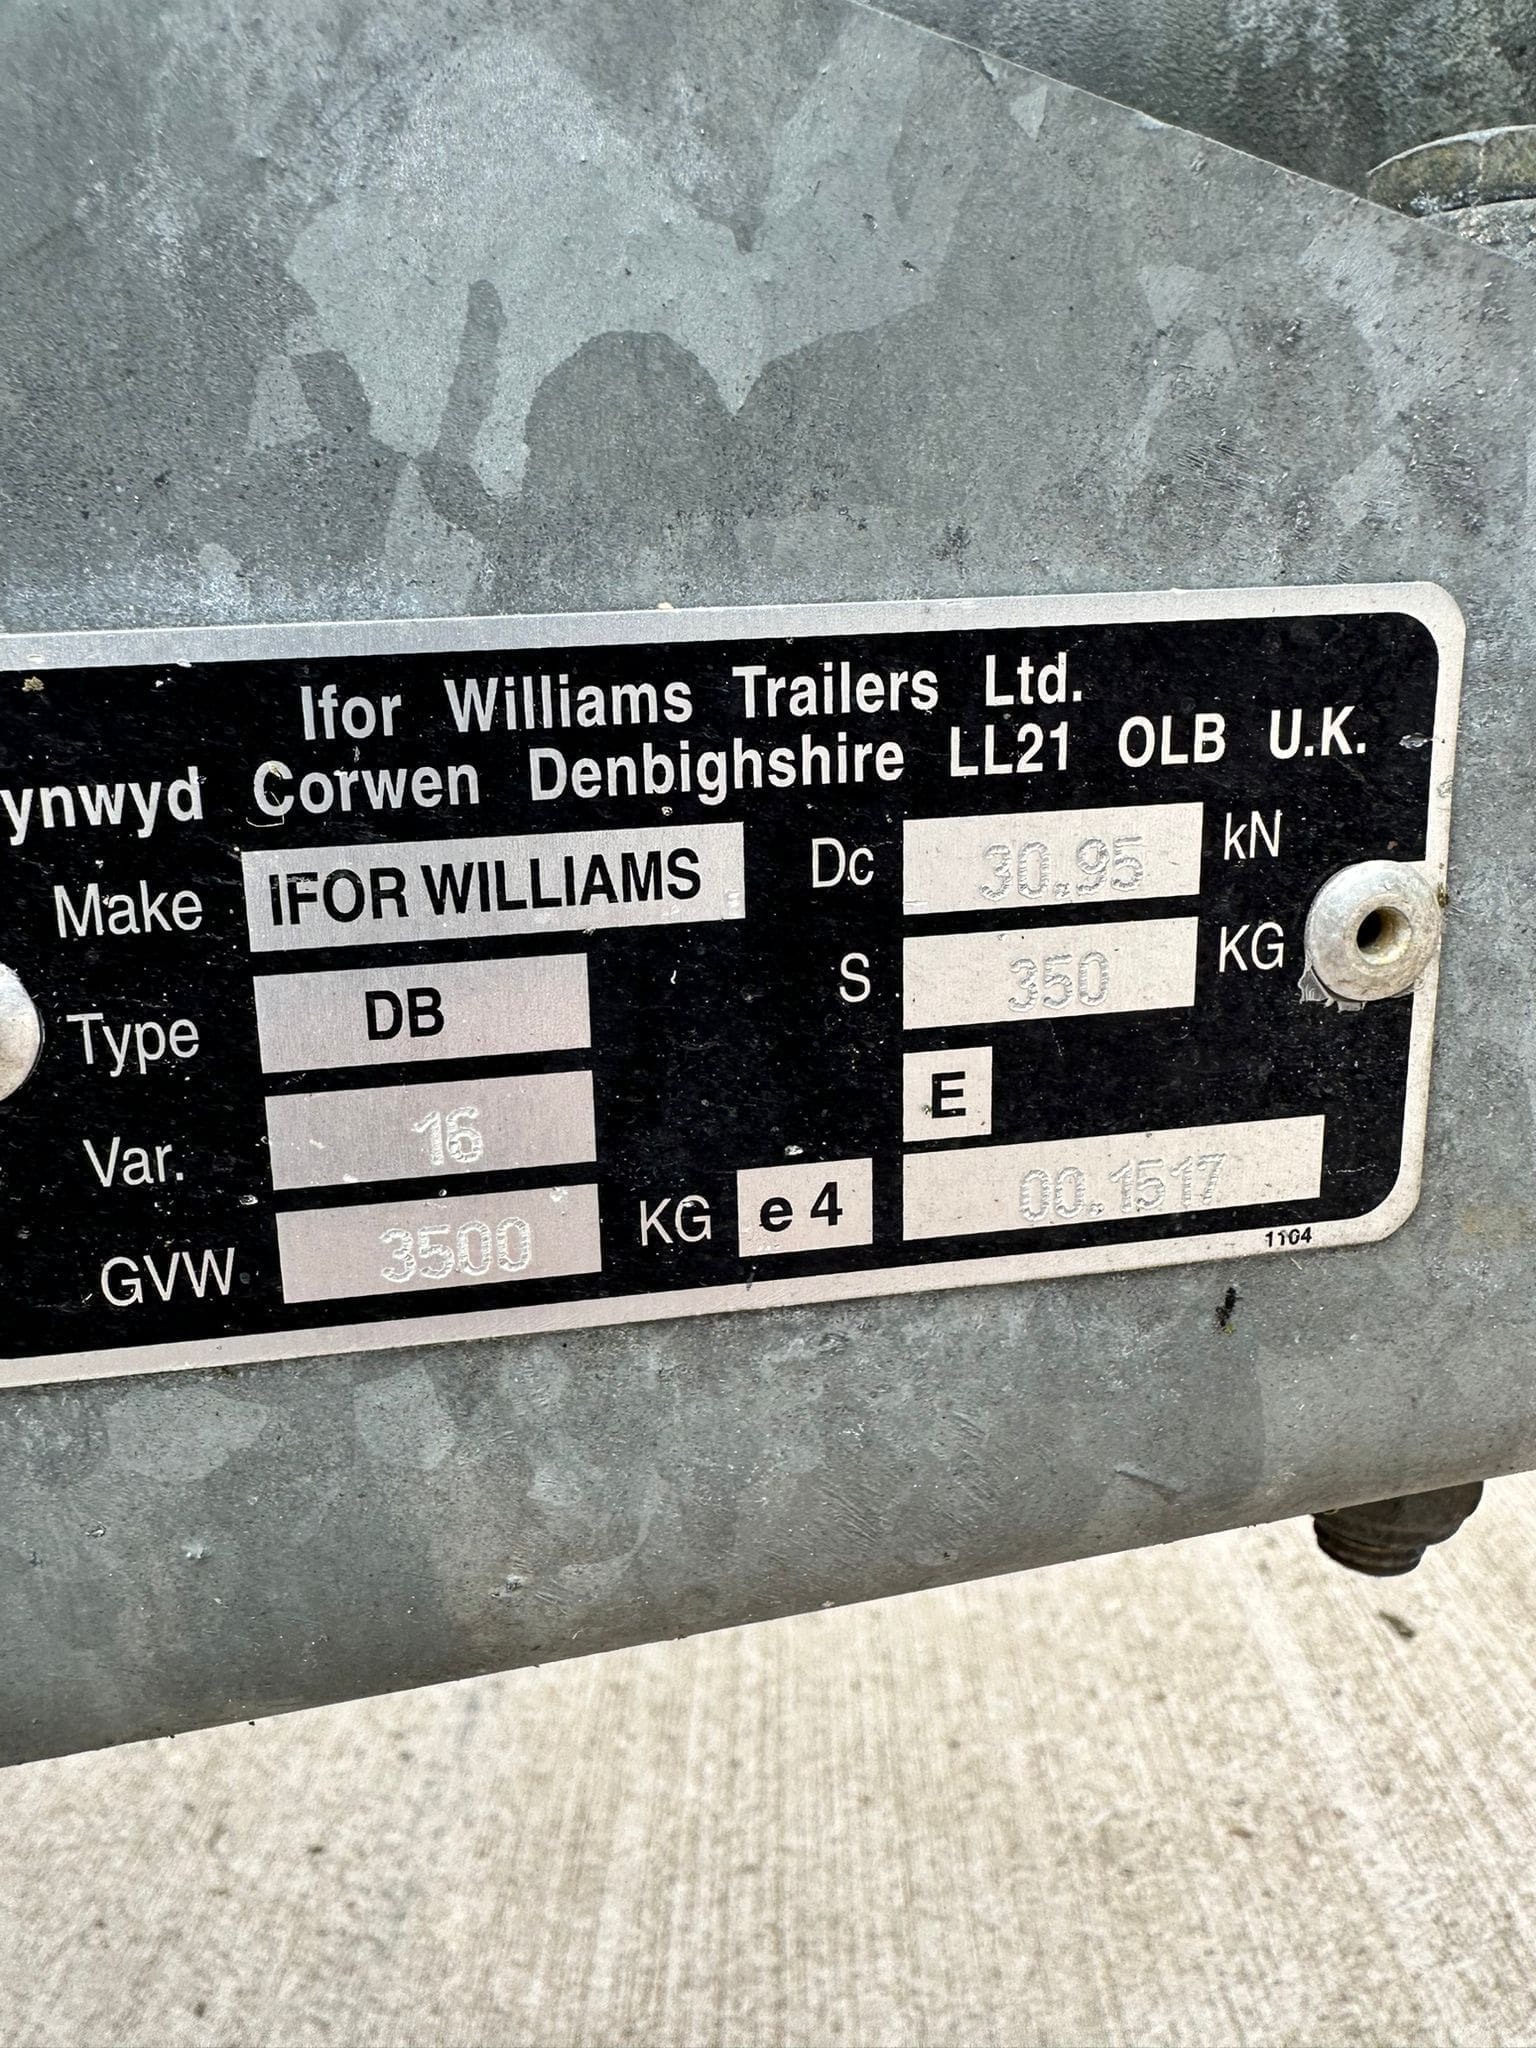 Ifor Williams Trailers Ltd.
ynwyd Corwen Denbighshire LL21 OLB U.K.
Make IFOR WILLIAMS Dc 30.95 kN
Type DB S 350 KG
Var. 16 E
GVW 3500 KG e4 00.1517
1104